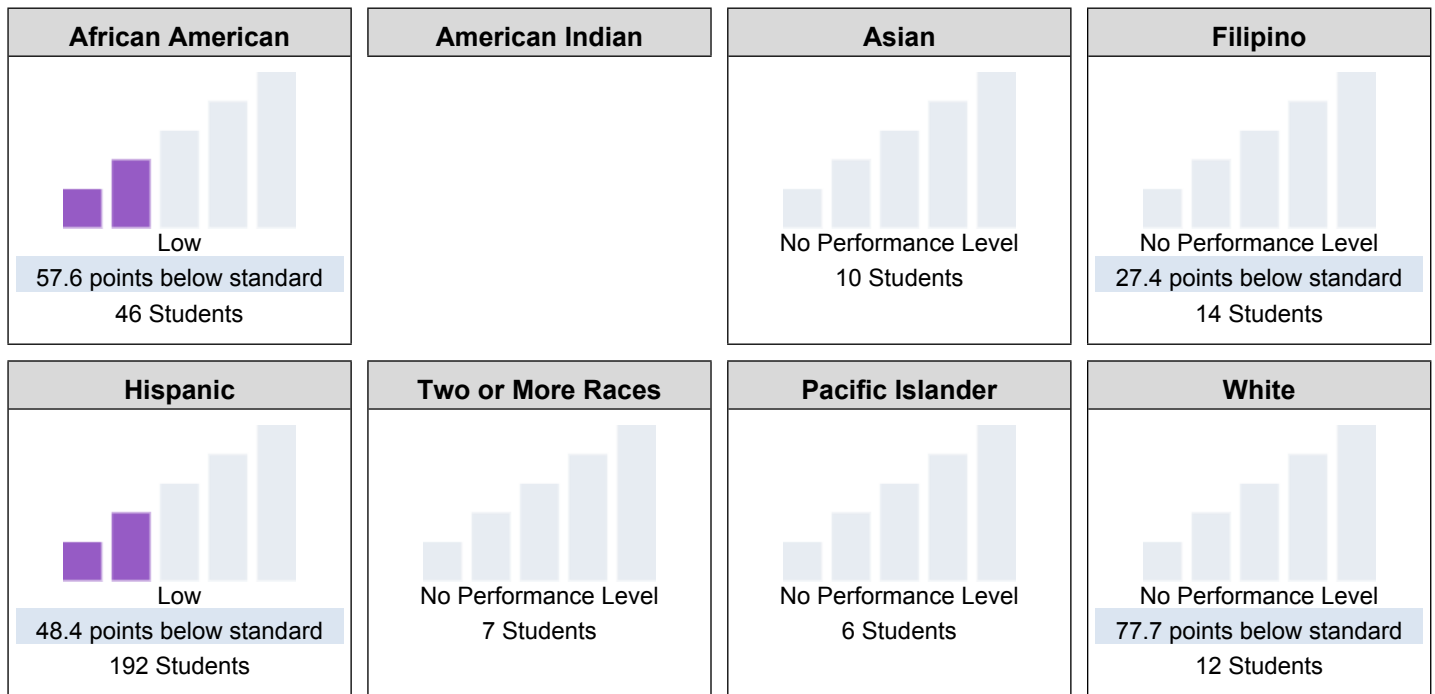 African American
American Indian
Asian
Filipino
Low
57.6 points below standard
46 Students
No Performance Level
10 Students
No Performance Level
27.4 points below standard
14 Students
Hispanic
Two or More Races
Pacific Islander
White
Low
48.4 points below standard
192 Students
No Performance Level
7 Students
No Performance Level
6 Students
No Performance Level
77.7 points below standard
12 Students